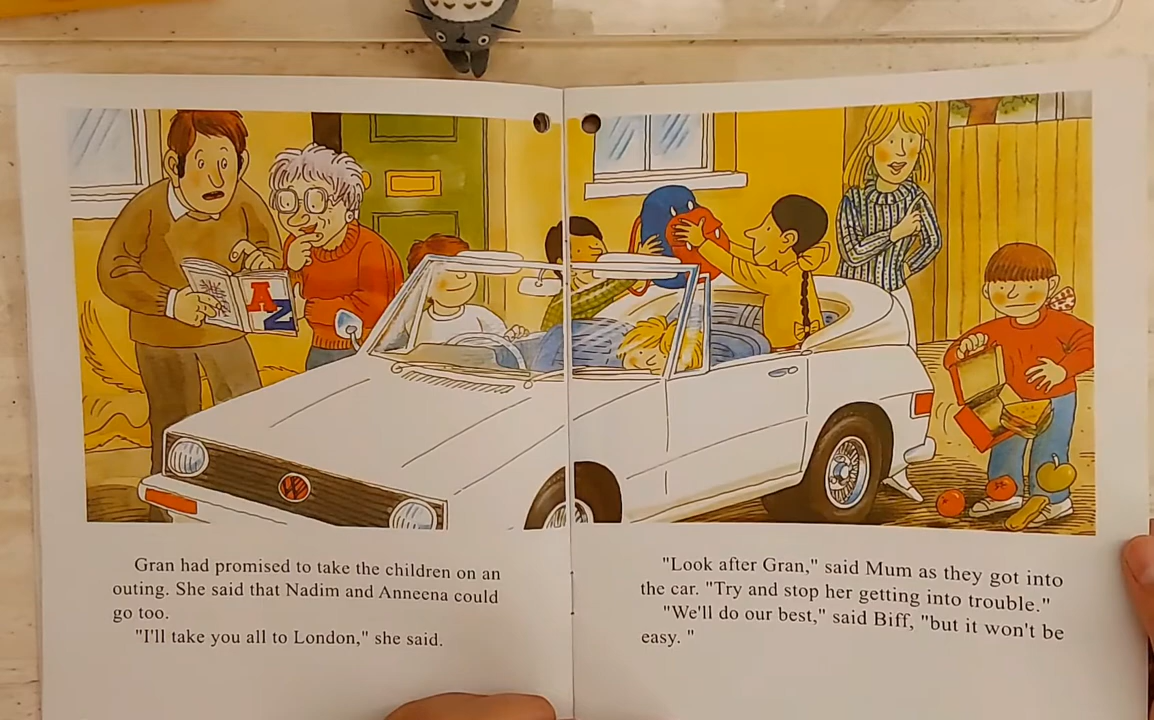 A
Z
Gran had promised to take the children on an
outing. She said that Nadim and Anneena could
go too.
"I'll take you all to London," she said.
"Look after Gran," said Mum as they got into
the car. "Try and stop her getting into trouble."
"We'll do our best," said Biff, "but it won't be
easy. "